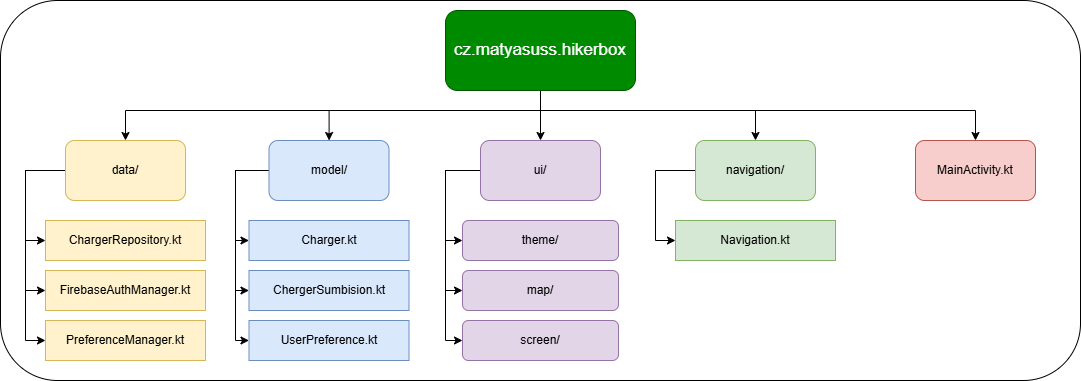 cz.matyasuss.hikerbox
data/
model/
ui/
navigation/
MainActivity.kt
ChargerRepository.kt
Charger.kt
theme/
Navigation.kt
FirebaseAuthManager.kt
ChergerSumbision.kt
map/
PreferenceManager.kt
UserPreference.kt
screen/